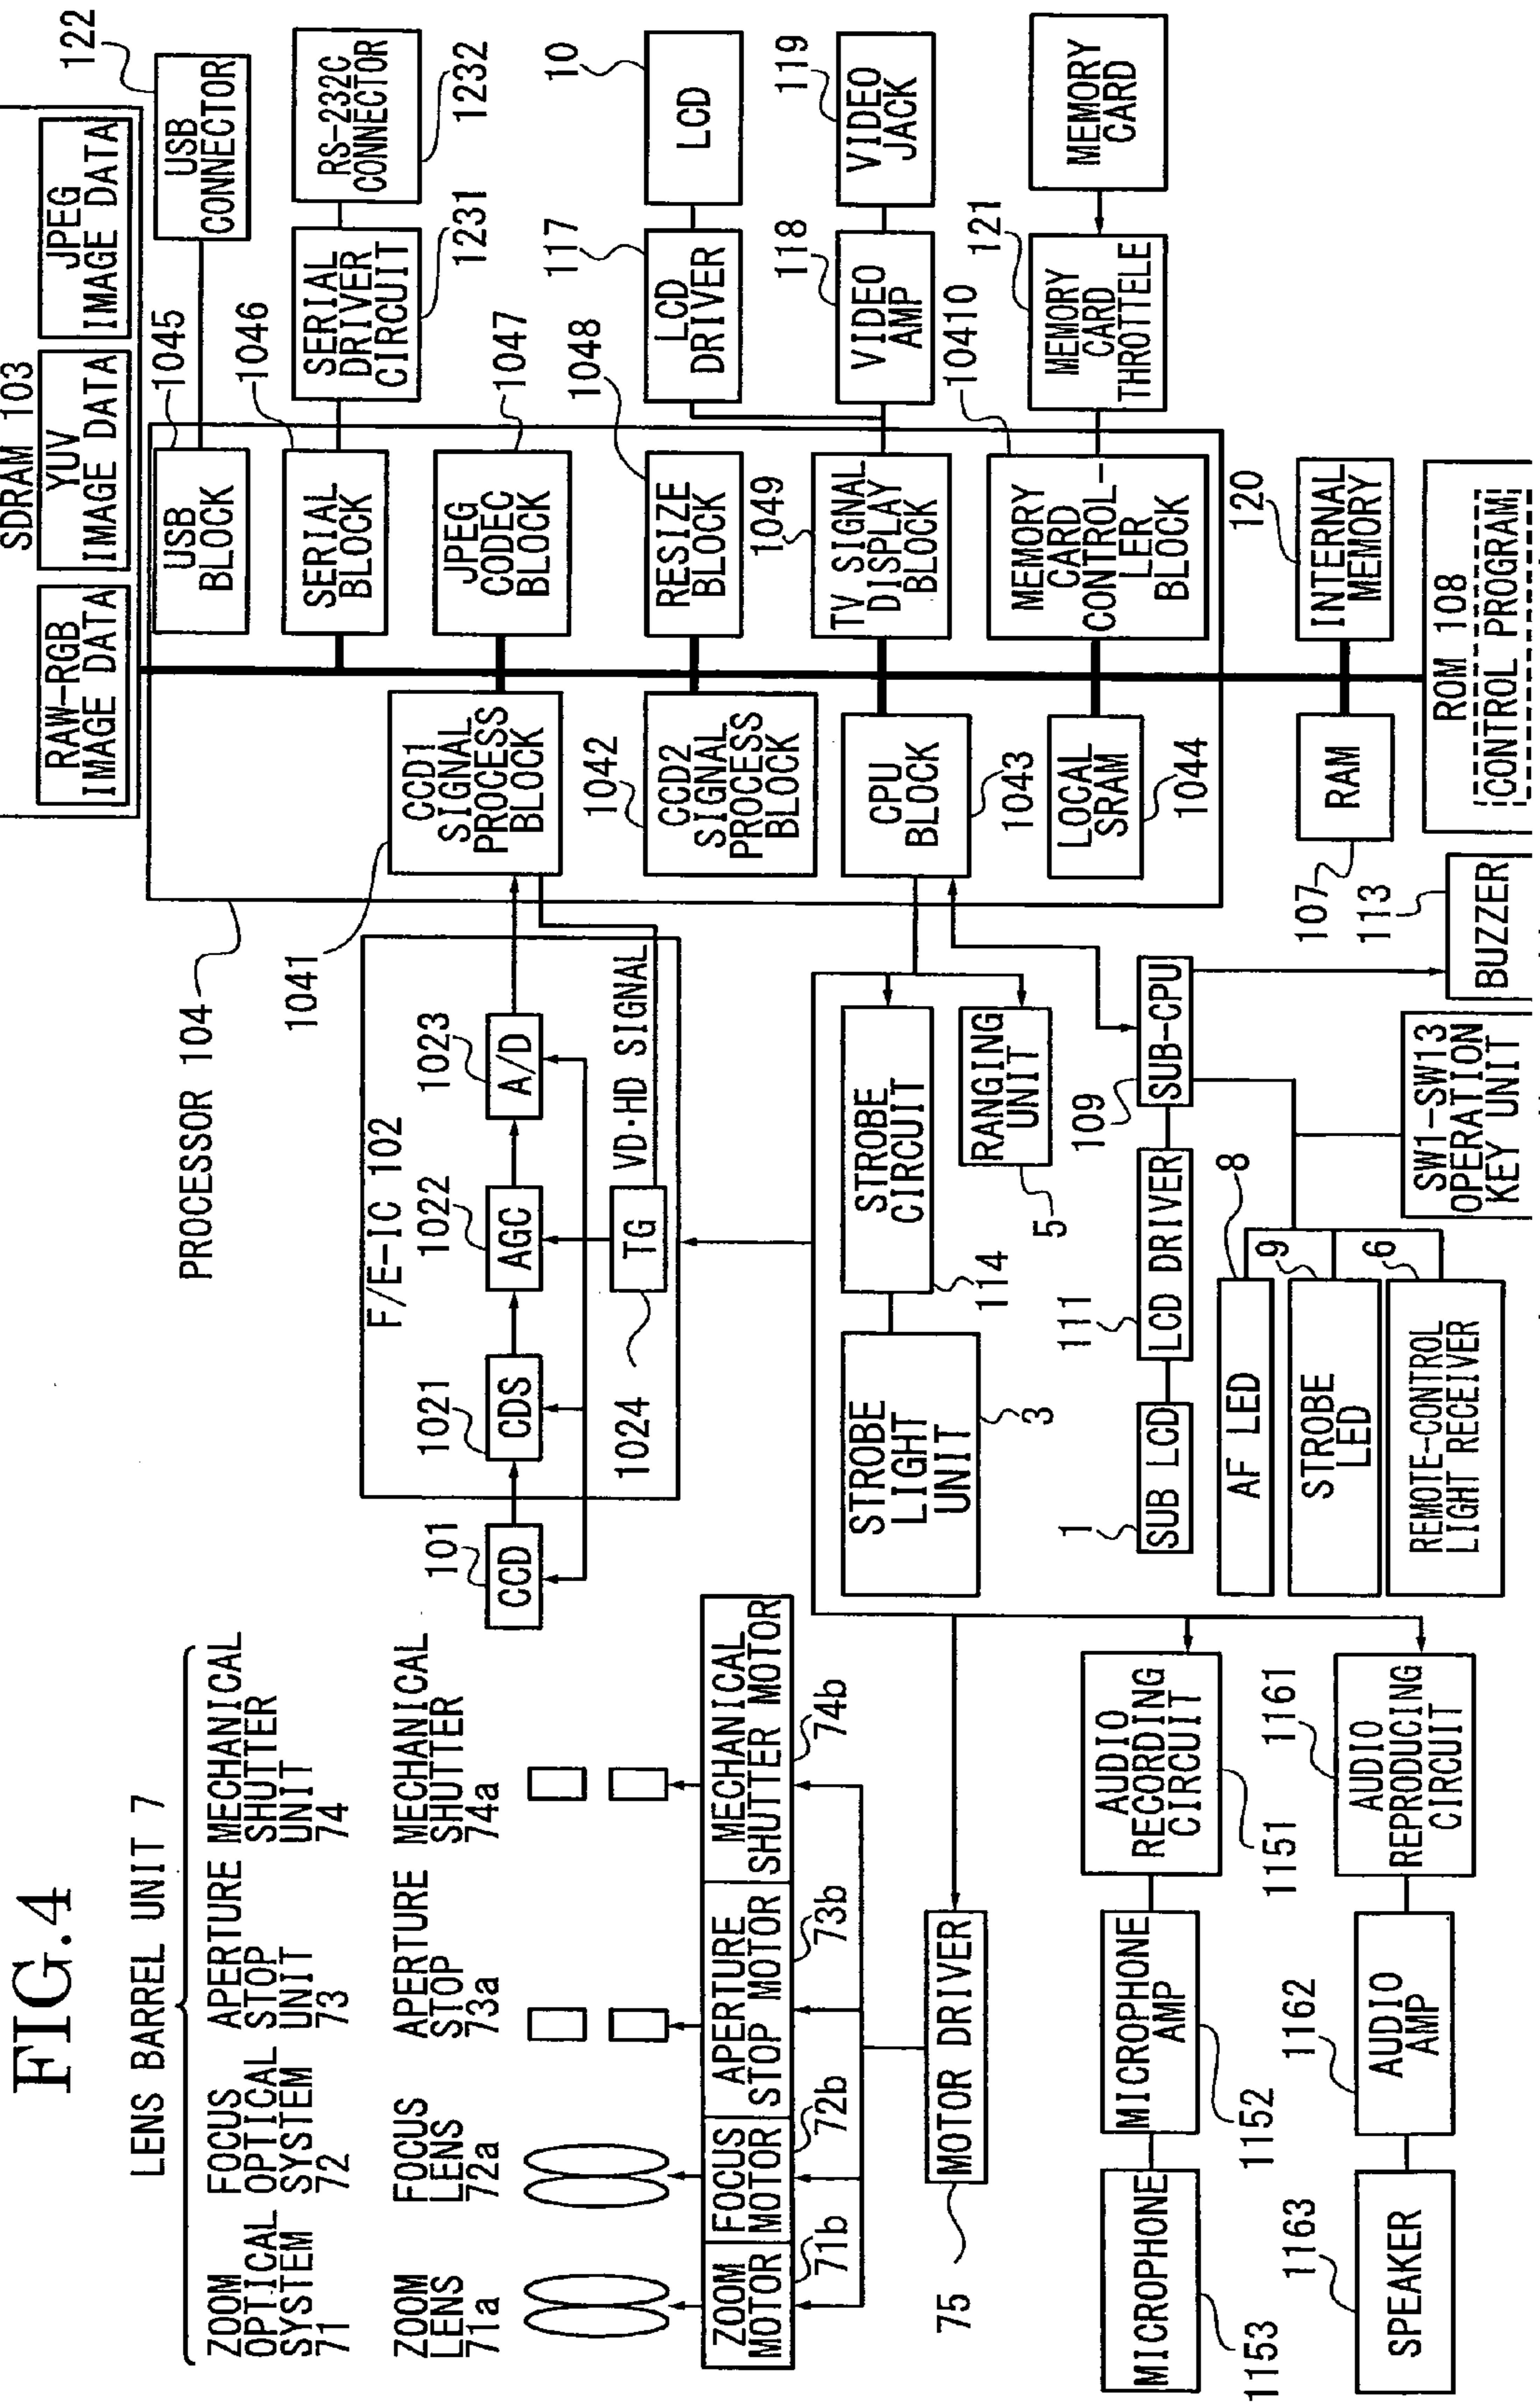 FIG.4
LENS BARREL UNIT 7
ZOOM
OPTICAL
SYSTEM
71
FOCUS
OPTICAL
SYSTEM
72
APERTURE
STOP
UNIT
73
MECHANICAL
SHUTTER
UNIT
74
ZOOM
LENS
71a
FOCUS
LENS
72a
APERTURE
STOP
73a
MECHANICAL
SHUTTER
74a
ZOOM
MOTOR
71b
FOCUS
MOTOR
72b
APERTURE
STOP MOTOR
73b
MECHANICAL
SHUTTER MOTOR
74b
MOTOR DRIVER
75
MICROPHONE
1153
MICROPHONE
AMP
1152
AUDIO
RECORDING
CIRCUIT
1151
SPEAKER
1163
AUDIO
AMP
1162
AUDIO
REPRODUCING
CIRCUIT
1161
PROCESSOR 104
F/E-IC 102
101
CCD
1021
CDS
1022
AGC
1023
A/D
1024
TG
VD·HD SIGNAL
STROBE
LIGHT
UNIT
3
STROBE
CIRCUIT
114
RANGING
UNIT
5
1
SUB LCD
111
LCD DRIVER
109
SUB-CPU
AF LED
8
STROBE
LED
9
REMOTE-CONTROL
LIGHT RECEIVER
6
SW1-SW13
OPERATION
KEY UNIT
113
BUZZER
SDRAM 103
RAW-RGB
IMAGE DATA
YUV
IMAGE DATA
JPEG
IMAGE DATA
1041
CCD1
SIGNAL
PROCESS
BLOCK
1042
CCD2
SIGNAL
PROCESS
BLOCK
CPU
BLOCK
1043
LOCAL
SRAM
1044
USB
BLOCK
1045
SERIAL
BLOCK
1046
JPEG
CODEC
BLOCK
1047
RESIZE
BLOCK
1048
TV SIGNAL
DISPLAY
BLOCK
1049
MEMORY
CARD
CONTROL-
LER
BLOCK
10410
USB
CONNECTOR
122
SERIAL
DRIVER
CIRCUIT
1231
RS-232C
CONNECTOR
1232
LCD
DRIVER
117
LCD
10
VIDEO
AMP
118
VIDEO
JACK
119
MEMORY
CARD
THROTTELE
121
MEMORY
CARD
RAM
107
INTERNAL
MEMORY
120
ROM 108
CONTROL PROGRAM